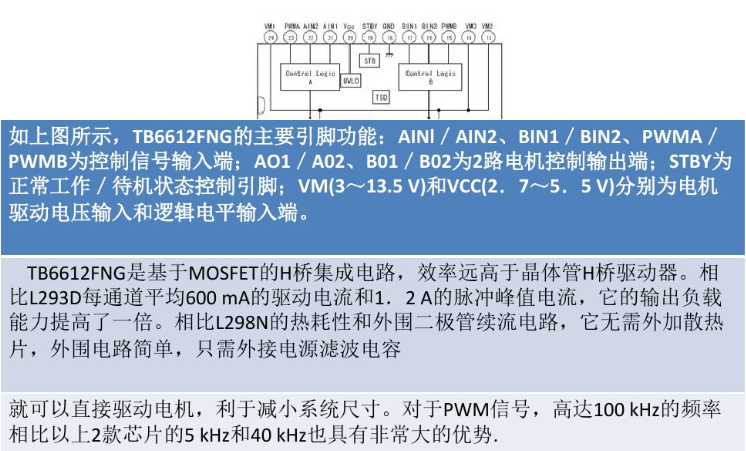 VM1 PWMA AIN2 AIN1 Vcc STBY GND BIN1 BIN2 PWMB VM3 VM2
24 23 22 21 20 19 18 17 16 15 14 13
STB
Control Logic A
UVLO
Control Logic B
TSD
如上图所示，TB6612FNG的主要引脚功能：AINl／AIN2、BIN1／BIN2、PWMA／
PWMB为控制信号输入端；AO1／A02、B01／B02为2路电机控制输出端；STBY为
正常工作／待机状态控制引脚；VM(3～13.5 V)和VCC(2．7～5．5 V)分别为电机
驱动电压输入和逻辑电平输入端。
TB6612FNG是基于MOSFET的H桥集成电路，效率远高于晶体管H桥驱动器。相
比L293D每通道平均600 mA的驱动电流和1．2 A的脉冲峰值电流，它的输出负载
能力提高了一倍。相比L298N的热耗性和外围二极管续流电路，它无需外加散热
片，外围电路简单，只需外接电源滤波电容
就可以直接驱动电机，利于减小系统尺寸。对于PWM信号，高达100 kHz的频率
相比以上2款芯片的5 kHz和40 kHz也具有非常大的优势.